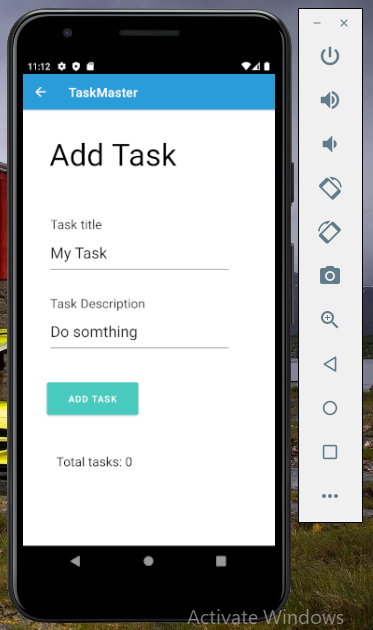 11:12
TaskMaster
Add Task
Task title
My Task
Task Description
Do somthing
ADD TASK
Total tasks: 0
Activate Windows